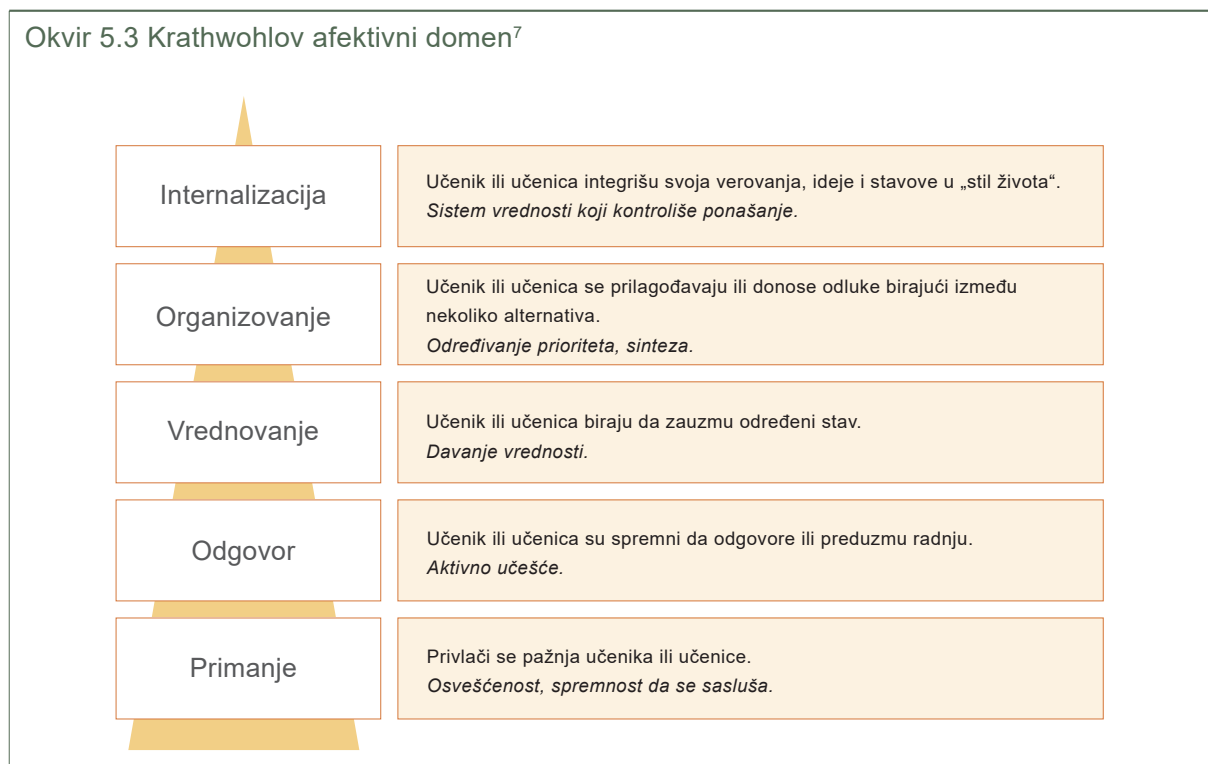 Okvir 5.3 Krathwohlov afektivni domen⁷
Internalizacija
Učenik ili učenica integrišu svoja verovanja, ideje i stavove u „stil života“.
Sistem vrednosti koji kontroliše ponašanje.
Organizovanje
Učenik ili učenica se prilagođavaju ili donose odluke birajući između
nekoliko alternativa.
Određivanje prioriteta, sinteza.
Vrednovanje
Učenik ili učenica biraju da zauzmu određeni stav.
Davanje vrednosti.
Odgovor
Učenik ili učenica su spremni da odgovore ili preduzmu radnju.
Aktivno učešće.
Primanje
Privlači se pažnja učenika ili učenice.
Osvešćenost, spremnost da se sasluša.